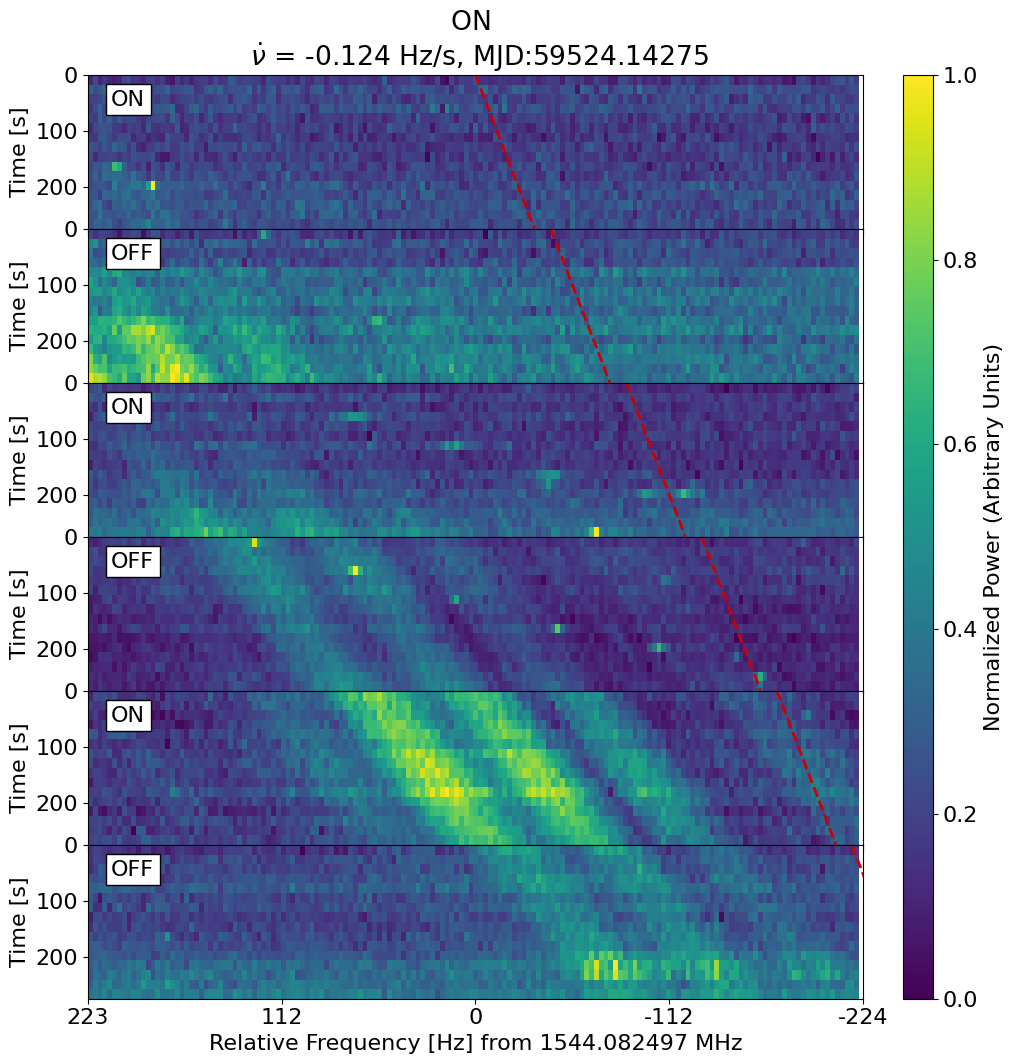 ON
ν̇ = -0.124 Hz/s, MJD:59524.14275
0
ON
100
200
Time [s]
0
OFF
100
200
Time [s]
0
ON
100
200
Time [s]
0
OFF
100
200
Time [s]
0
ON
100
200
Time [s]
0
OFF
100
200
Time [s]
223 112 0 -112 -224
Relative Frequency [Hz] from 1544.082497 MHz
1.0
0.8
0.6
0.4
0.2
0.0
Normalized Power (Arbitrary Units)